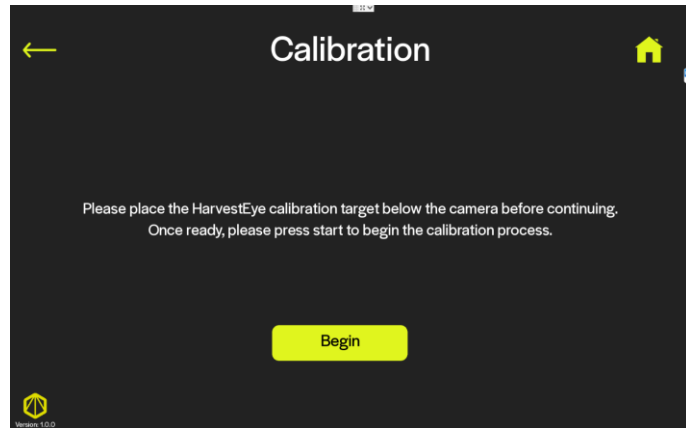 Calibration
Please place the HarvestEye calibration target below the camera before continuing.
Once ready, please press start to begin the calibration process.
Begin
Version: 1.0.0